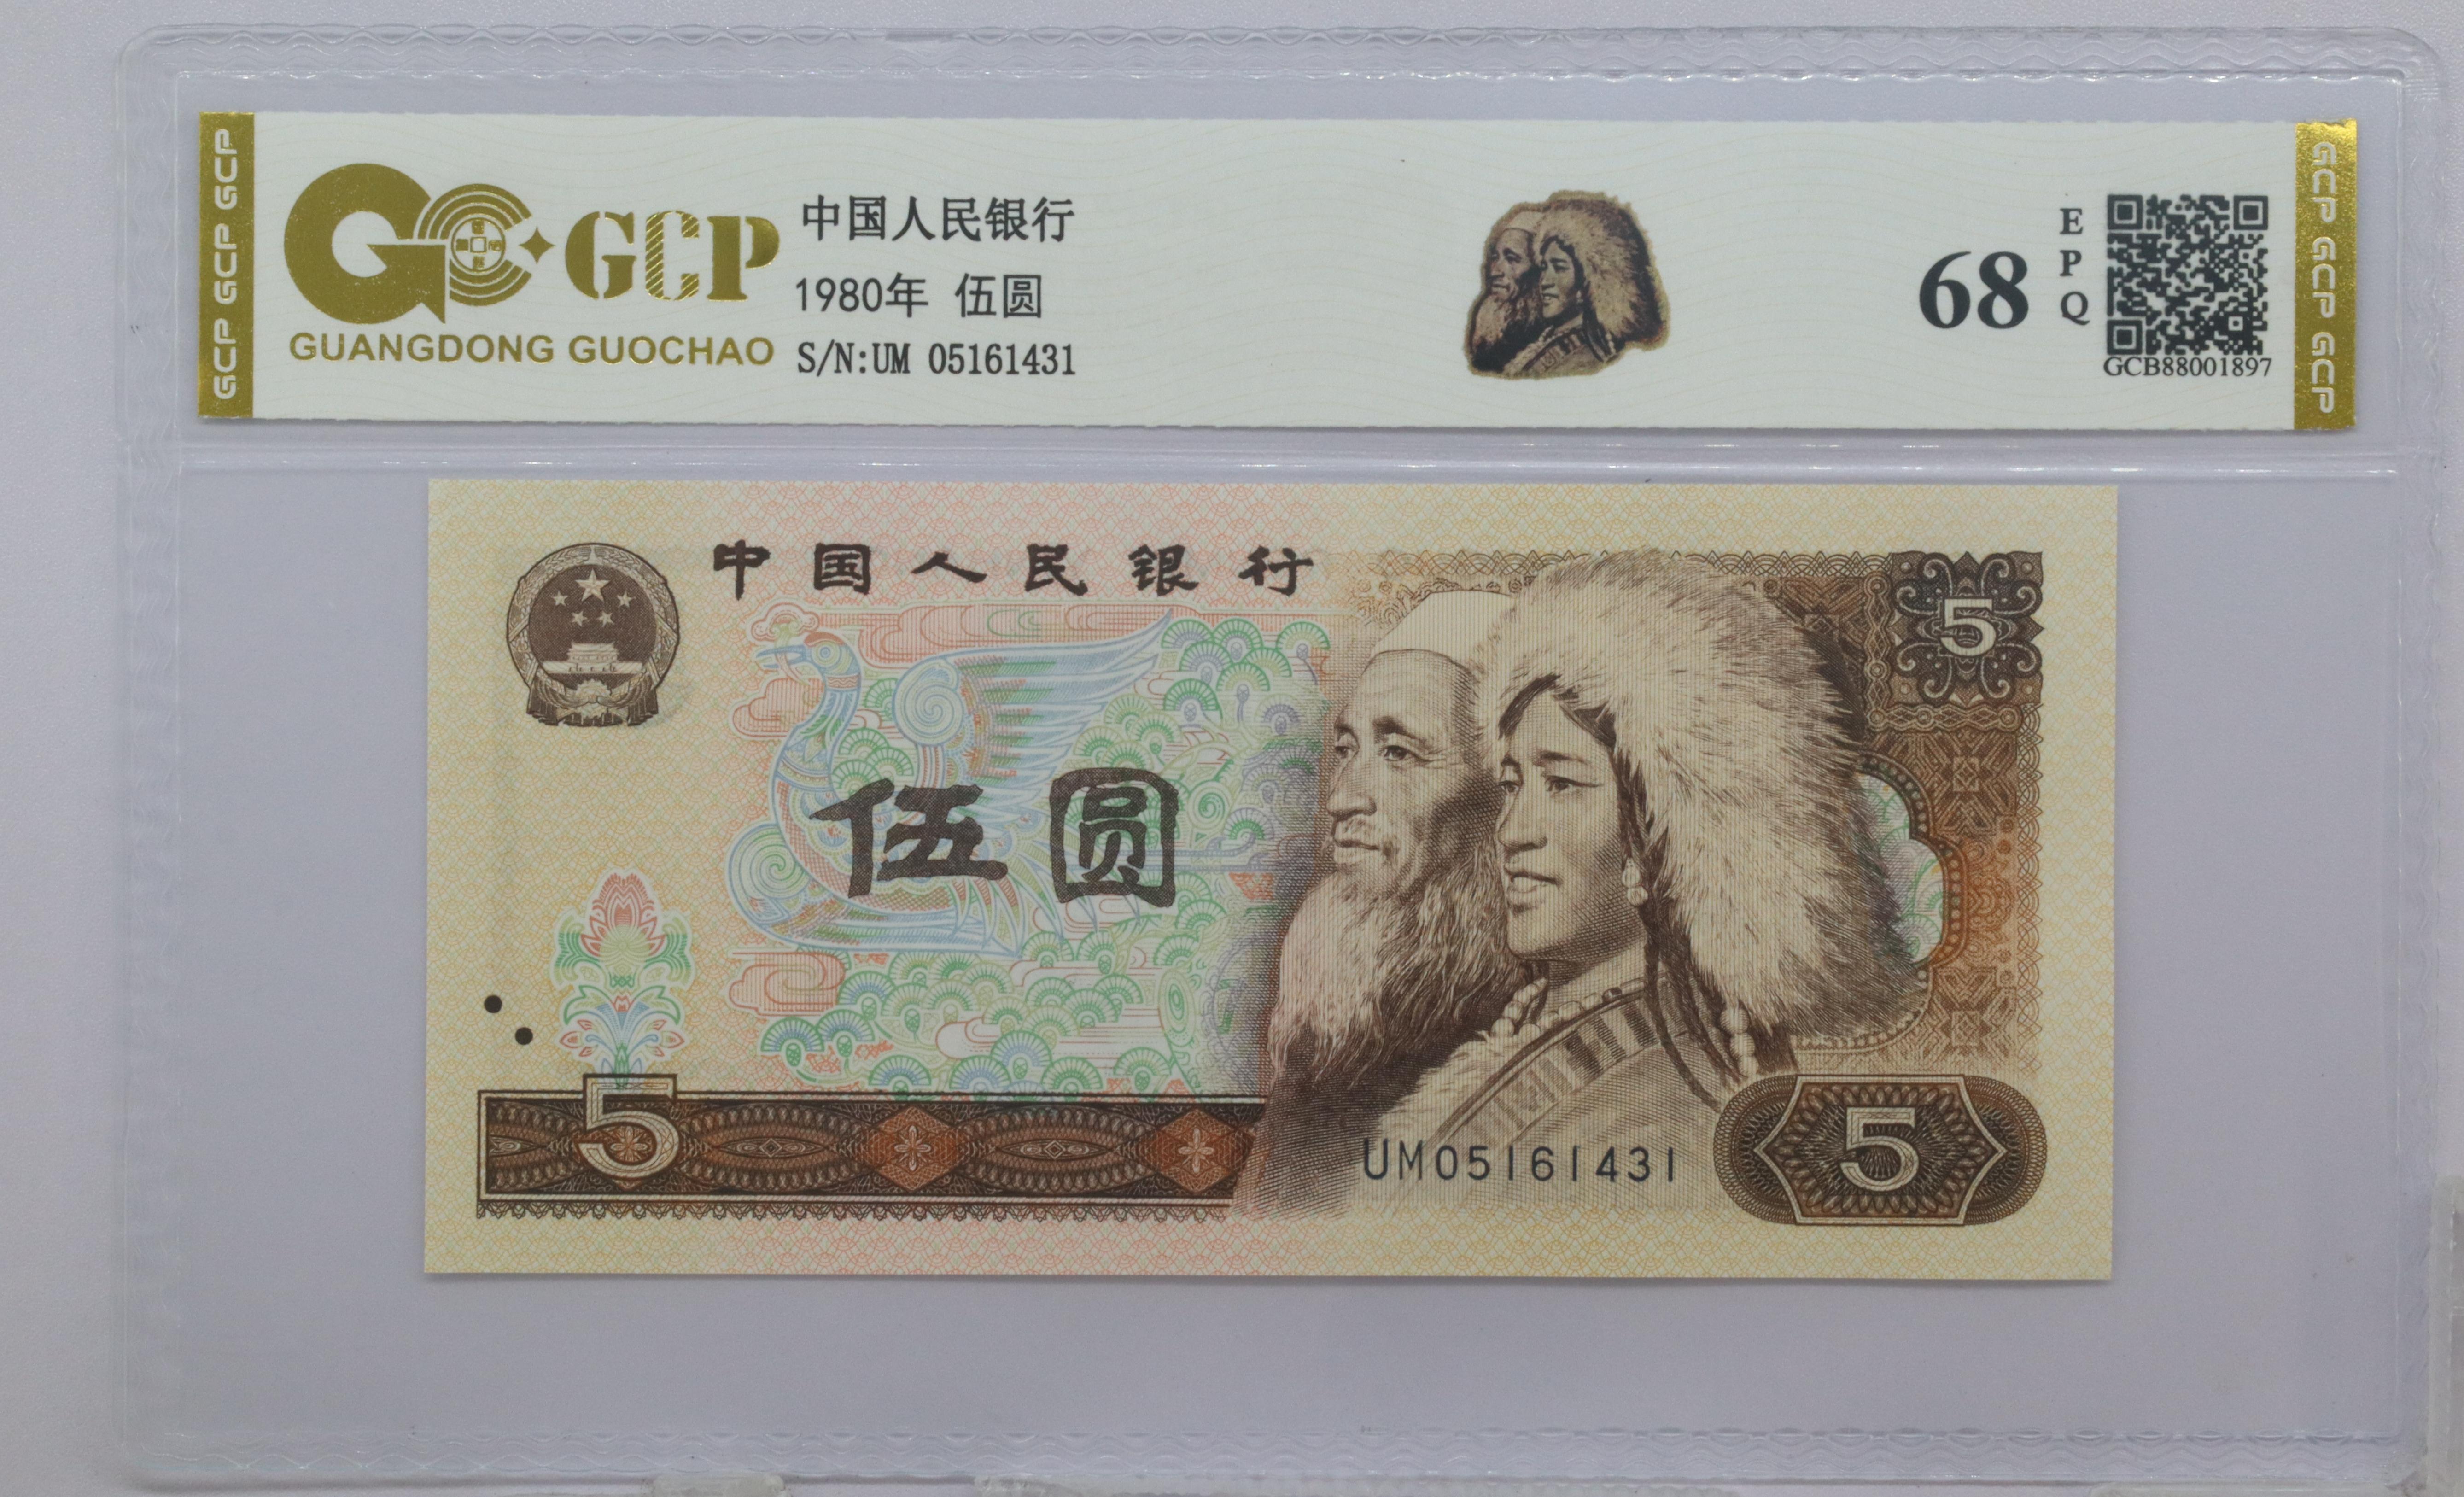 GCP GCP GCP
GCP
GUANGDONG GUOCHAO
中国人民银行
1980年 伍圆
S/N:UM 05161431
68
E
P
Q
GCB88001897
GCP GCP GCP
中国人民银行
5
伍圆
5
UM05161431
5